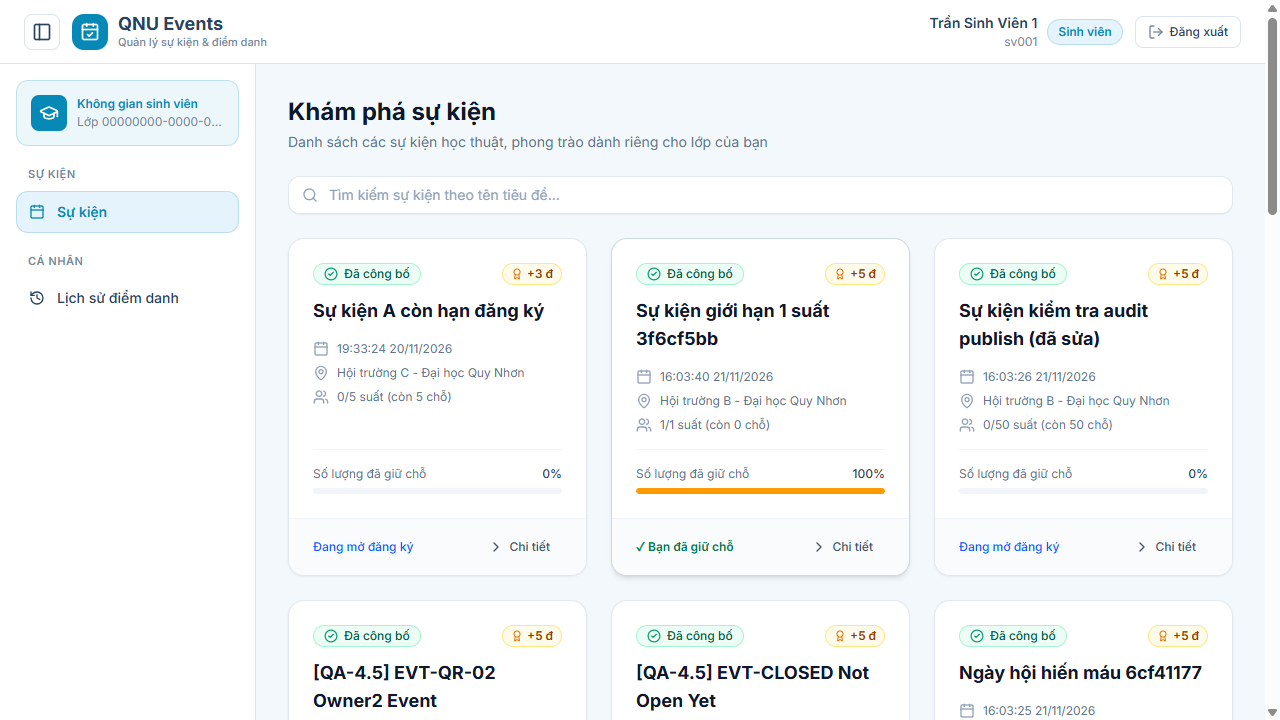 QNU Events
Quản lý sự kiện & điểm danh
Trần Sinh Viên 1
sv001
Sinh viên
Đăng xuất
Không gian sinh viên
Lớp 00000000-0000-0...
SỰ KIỆN
Sự kiện
CÁ NHÂN
Lịch sử điểm danh
Khám phá sự kiện
Danh sách các sự kiện học thuật, phong trào dành riêng cho lớp của bạn
Tìm kiếm sự kiện theo tên tiêu đề...
Đã công bố
+3 đ
Sự kiện A còn hạn đăng ký
19:33:24 20/11/2026
Hội trường C - Đại học Quy Nhơn
0/5 suất (còn 5 chỗ)
Số lượng đã giữ chỗ
0%
Đang mở đăng ký
Chi tiết
Đã công bố
+5 đ
Sự kiện giới hạn 1 suất
3f6cf5bb
16:03:40 21/11/2026
Hội trường B - Đại học Quy Nhơn
1/1 suất (còn 0 chỗ)
Số lượng đã giữ chỗ
100%
✓ Bạn đã giữ chỗ
Chi tiết
Đã công bố
+5 đ
Sự kiện kiểm tra audit
publish (đã sửa)
16:03:26 21/11/2026
Hội trường B - Đại học Quy Nhơn
0/50 suất (còn 50 chỗ)
Số lượng đã giữ chỗ
0%
Đang mở đăng ký
Chi tiết
Đã công bố
+5 đ
[QA-4.5] EVT-QR-02
Owner2 Event
Đã công bố
+5 đ
[QA-4.5] EVT-CLOSED Not
Open Yet
Đã công bố
+5 đ
Ngày hội hiến máu 6cf41177
16:03:25 21/11/2026